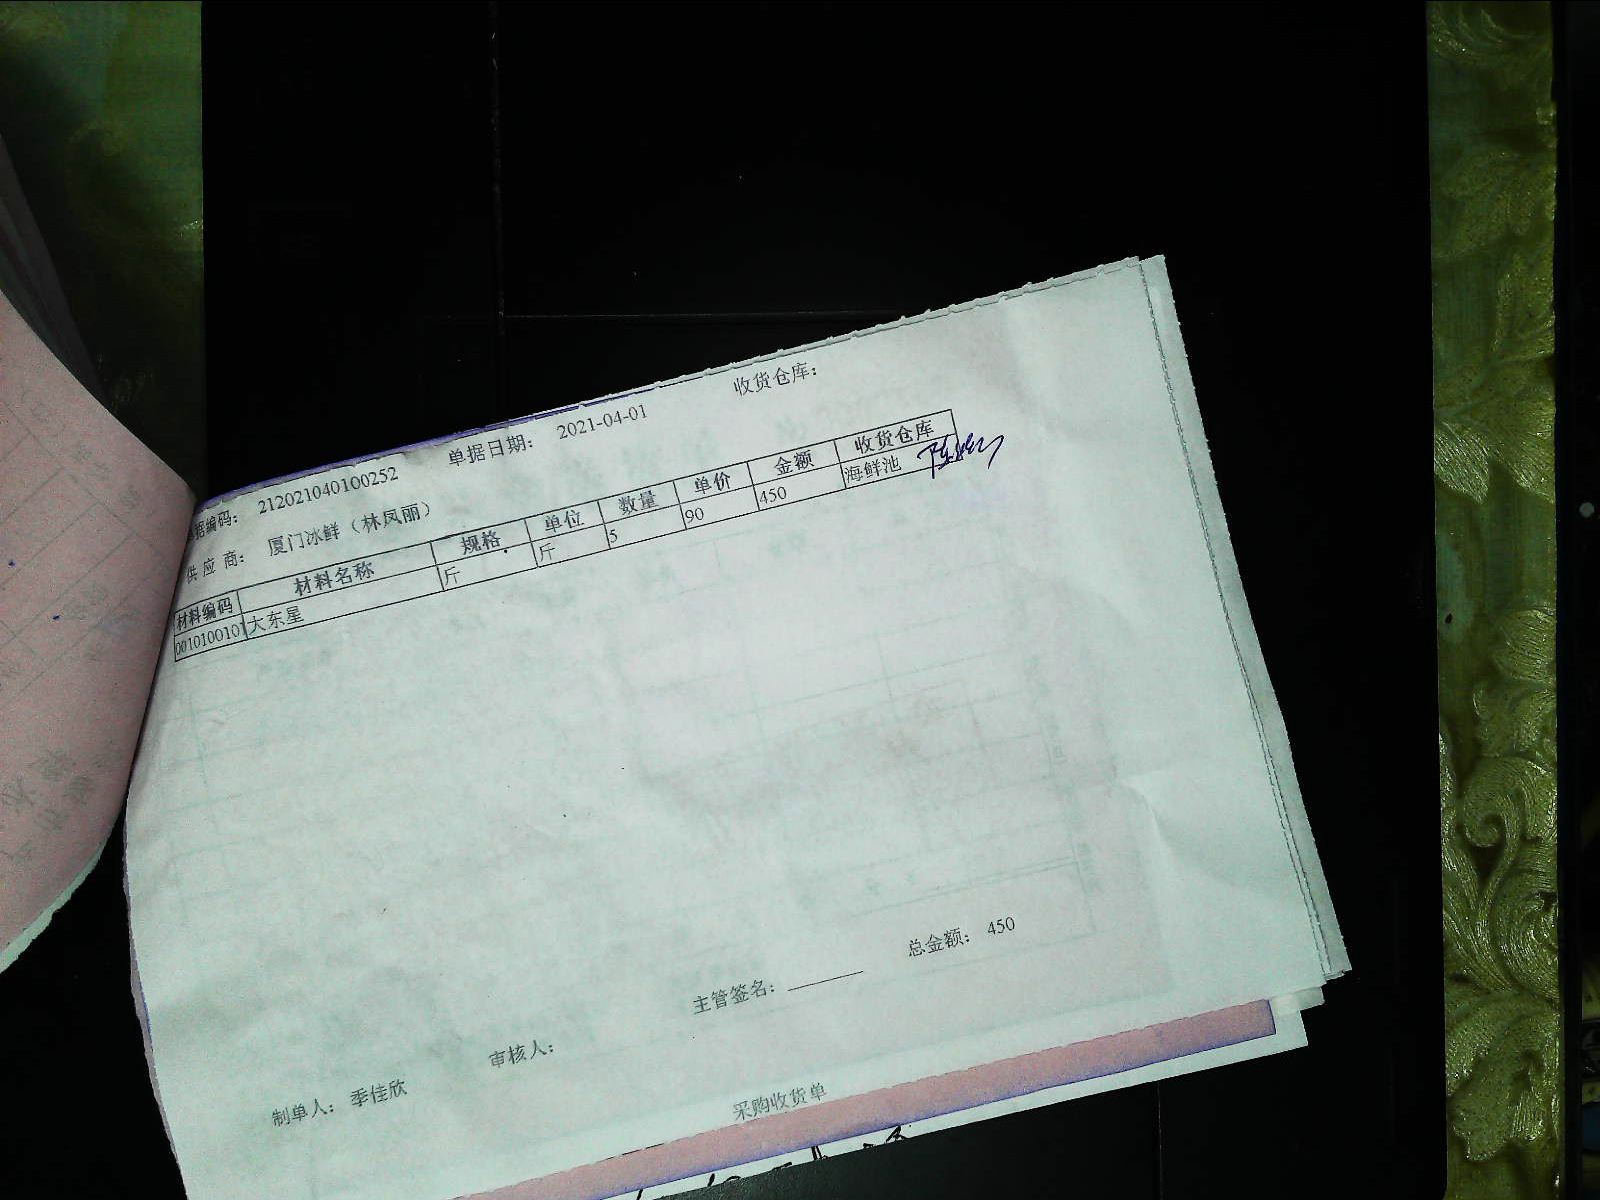 收货仓库：
单据日期： 2021-04-01
据编码： 212021040100252
供 应 商： 厦门冰鲜（林凤丽）
材料编码 材料名称 规格 单位 数量 单价 金额 收货仓库
0010100101 大东星 斤 斤 5 90 450 海鲜池
总金额： 450
主管签名：
审核人：
制单人： 季佳欣
采购收货单